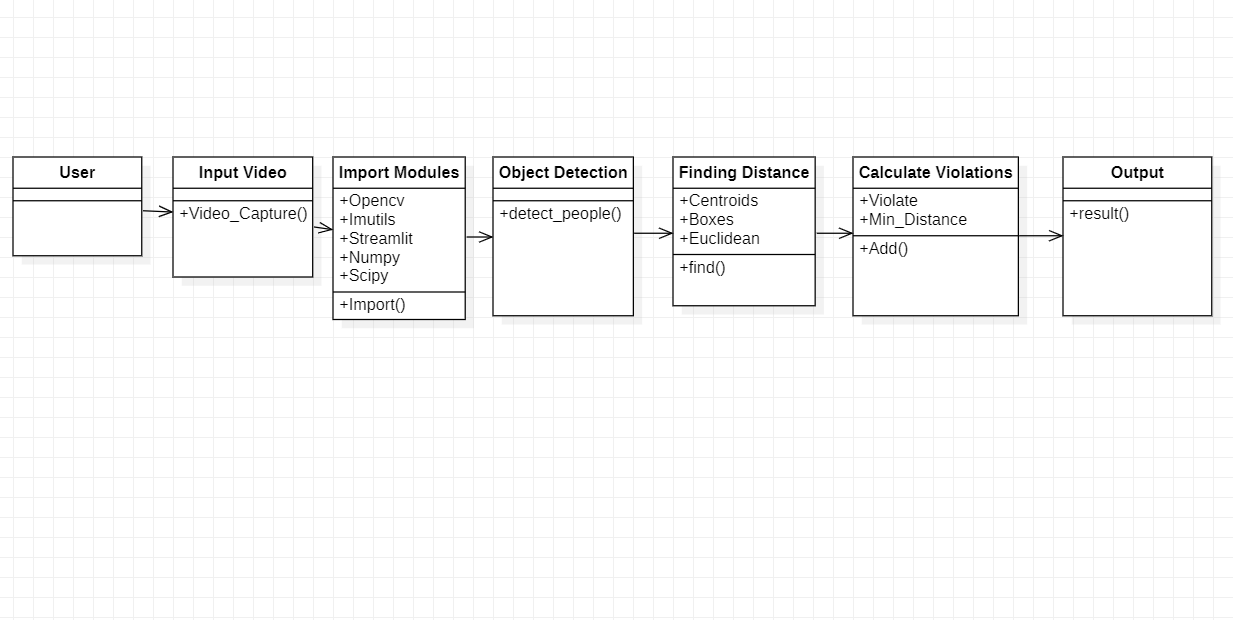 User
Input Video
+Video_Capture()
Import Modules
+Opencv
+Imutils
+Streamlit
+Numpy
+Scipy
+Import()
Object Detection
+detect_people()
Finding Distance
+Centroids
+Boxes
+Euclidean
+find()
Calculate Violations
+Violate
+Min_Distance
+Add()
Output
+result()